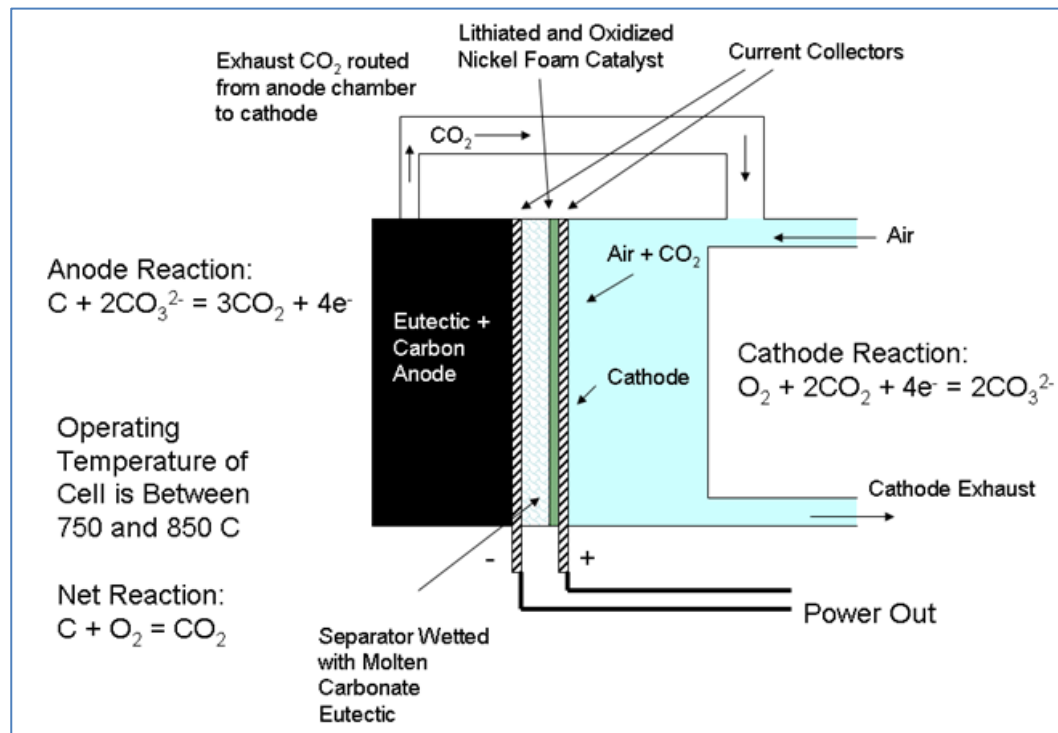 Exhaust CO₂ routed
from anode chamber
to cathode
Lithiated and Oxidized
Nickel Foam Catalyst
Current Collectors
CO₂
Air
Air + CO₂
Anode Reaction:
C + 2CO₃²⁻ = 3CO₂ + 4e⁻
Eutectic +
Carbon
Anode
Cathode
Cathode Reaction:
O₂ + 2CO₂ + 4e⁻ = 2CO₃²⁻
Operating
Temperature of
Cell is Between
750 and 850 C
Cathode Exhaust
- +
Net Reaction:
C + O₂ = CO₂
Power Out
Separator Wetted
with Molten
Carbonate
Eutectic